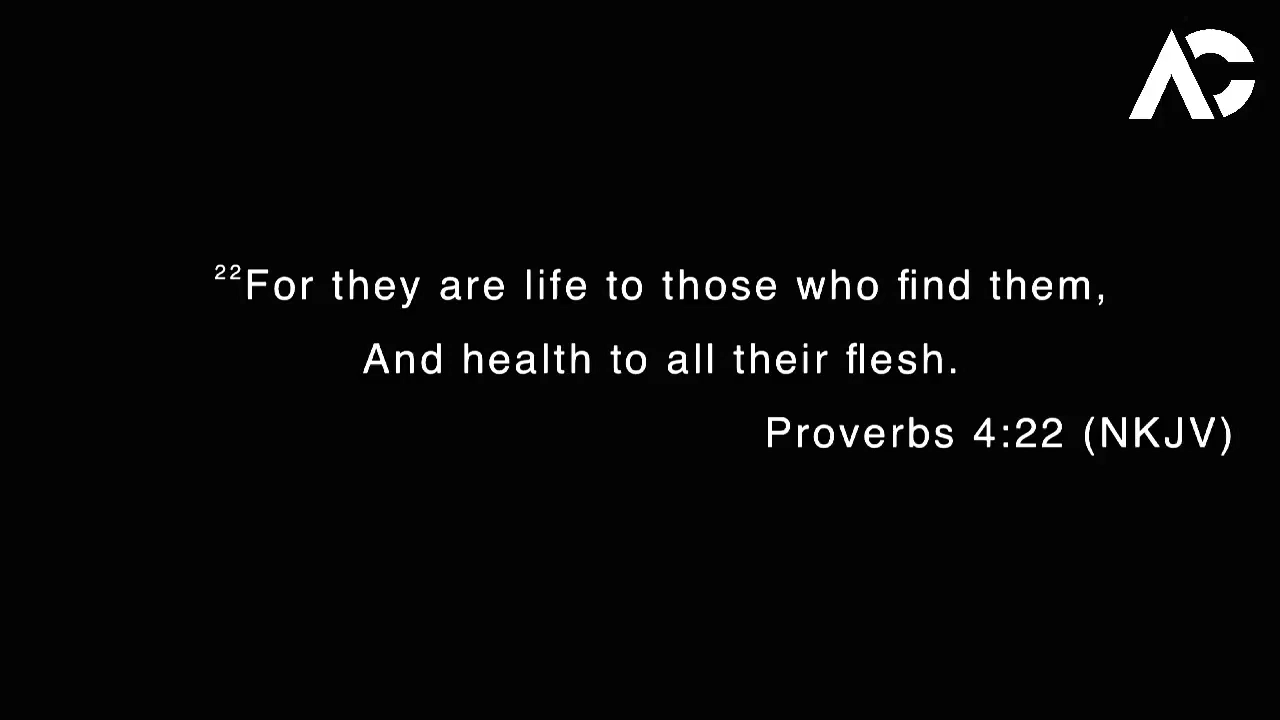 AC
²²For they are life to those who find them,
And health to all their flesh.
Proverbs 4:22 (NKJV)